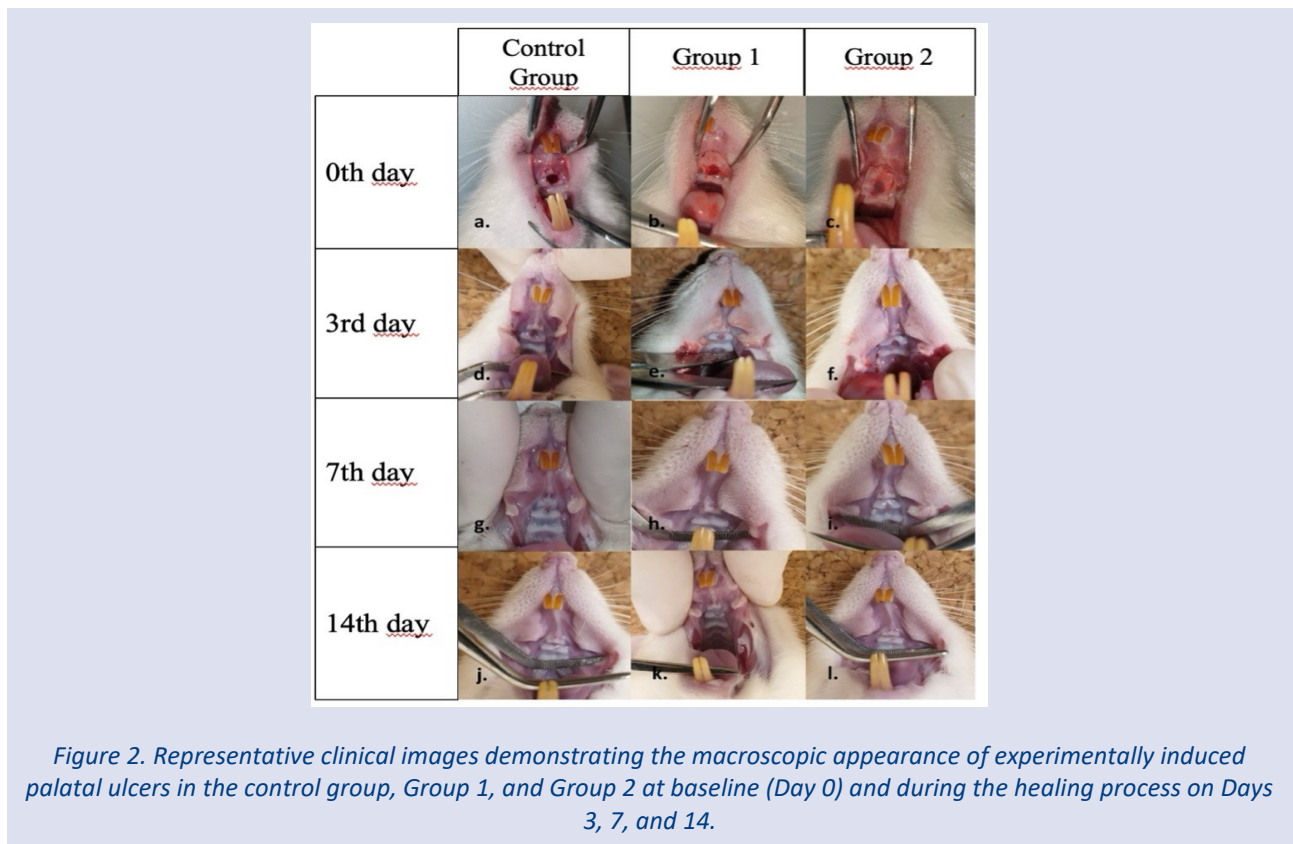 Control
Group
Group 1
Group 2
0th day
a.
b.
c.
3rd day
d.
e.
f.
7th day
g.
h.
i.
14th day
j.
k.
l.
Figure 2. Representative clinical images demonstrating the macroscopic appearance of experimentally induced
palatal ulcers in the control group, Group 1, and Group 2 at baseline (Day 0) and during the healing process on Days
3, 7, and 14.